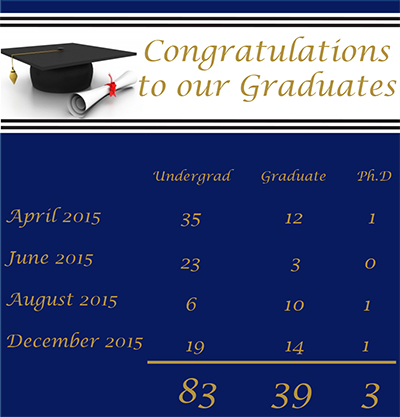 Congratulations
to our Graduates
Undergrad Graduate Ph.D
April 2015 35 12 1
June 2015 23 3 0
August 2015 6 10 1
December 2015 19 14 1
83 39 3